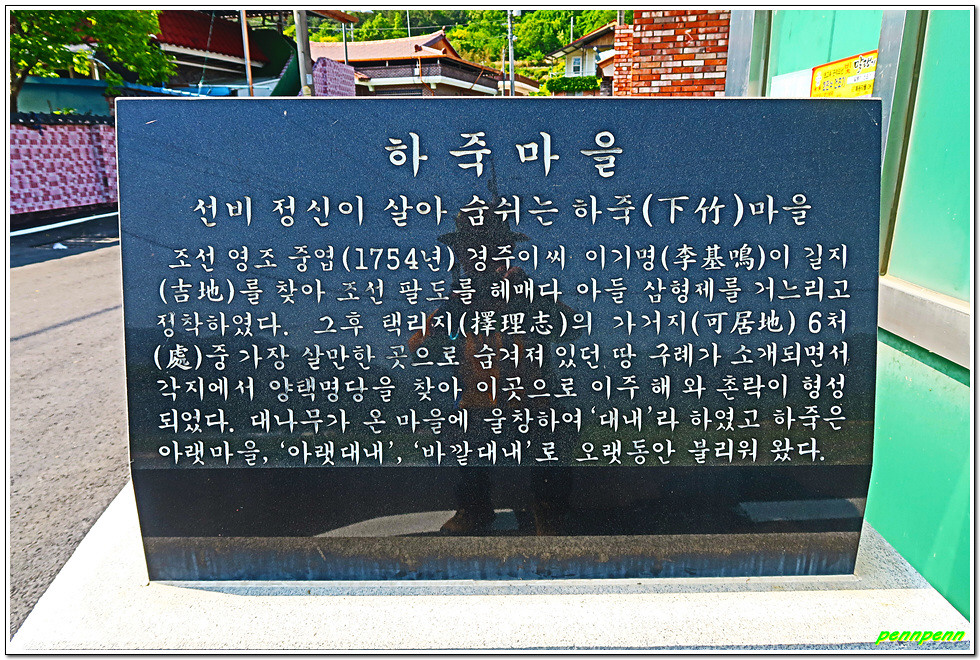 하죽마을
선비 정신이 살아 숨쉬는 하죽(下竹)마을
조선 영조 중엽(1754년) 경주이씨 이기명(李基鳴)이 길지
(吉地)를 찾아 조선 팔도를 헤매다 아들 삼형제를 거느리고
정착하였다. 그후 택리지(擇理志)의 가거지(可居地) 6처
(處)중 가장 살만한 곳으로 숨겨져 있던 땅 구례가 소개되면서
각지에서 양택명당을 찾아 이곳으로 이주 해 와 촌락이 형성
되었다. 대나무가 온 마을에 울창하여 '대내'라 하였고 하죽은
아랫마을, '아랫대내', '바깥대내'로 오랫동안 불리워 왔다.
pennpenn